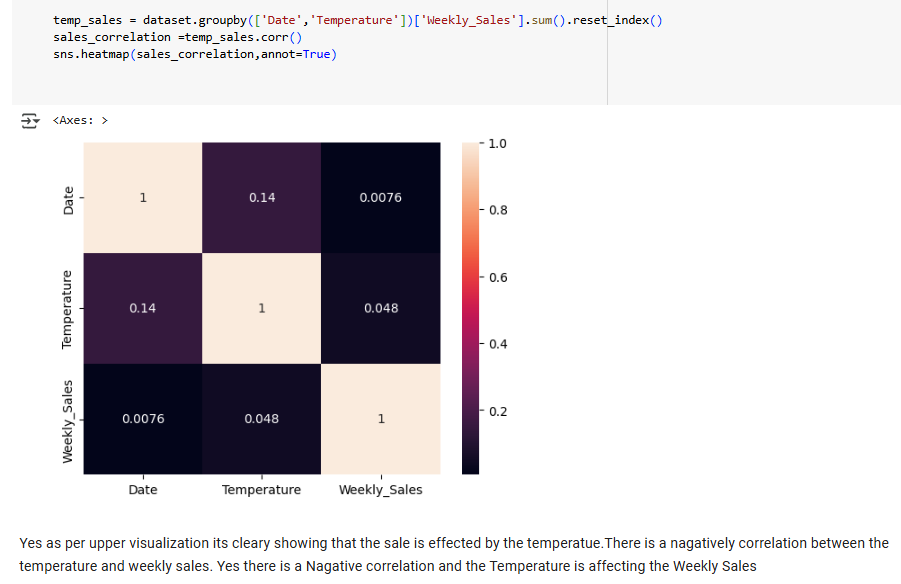 temp_sales = dataset.groupby(['Date','Temperature'])['Weekly_Sales'].sum().reset_index()
sales_correlation =temp_sales.corr()
sns.heatmap(sales_correlation,annot=True)
<Axes: >
1.0
Date
1
0.14
0.0076
0.8
0.6
Temperature
0.14
1
0.048
0.4
0.2
Weekly_Sales
0.0076
0.048
1
Date
Temperature
Weekly_Sales
Yes as per upper visualization its cleary showing that the sale is effected by the temperatue.There is a nagatively correlation between the
temperature and weekly sales. Yes there is a Nagative correlation and the Temperature is affecting the Weekly Sales